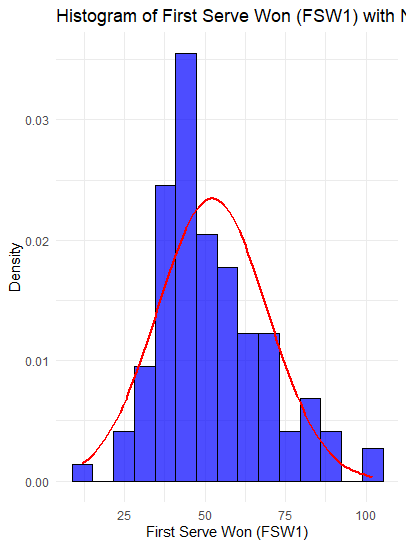 Histogram of First Serve Won (FSW1) with
Density
0.03
0.02
0.01
0.00
25 50 75 100
First Serve Won (FSW1)